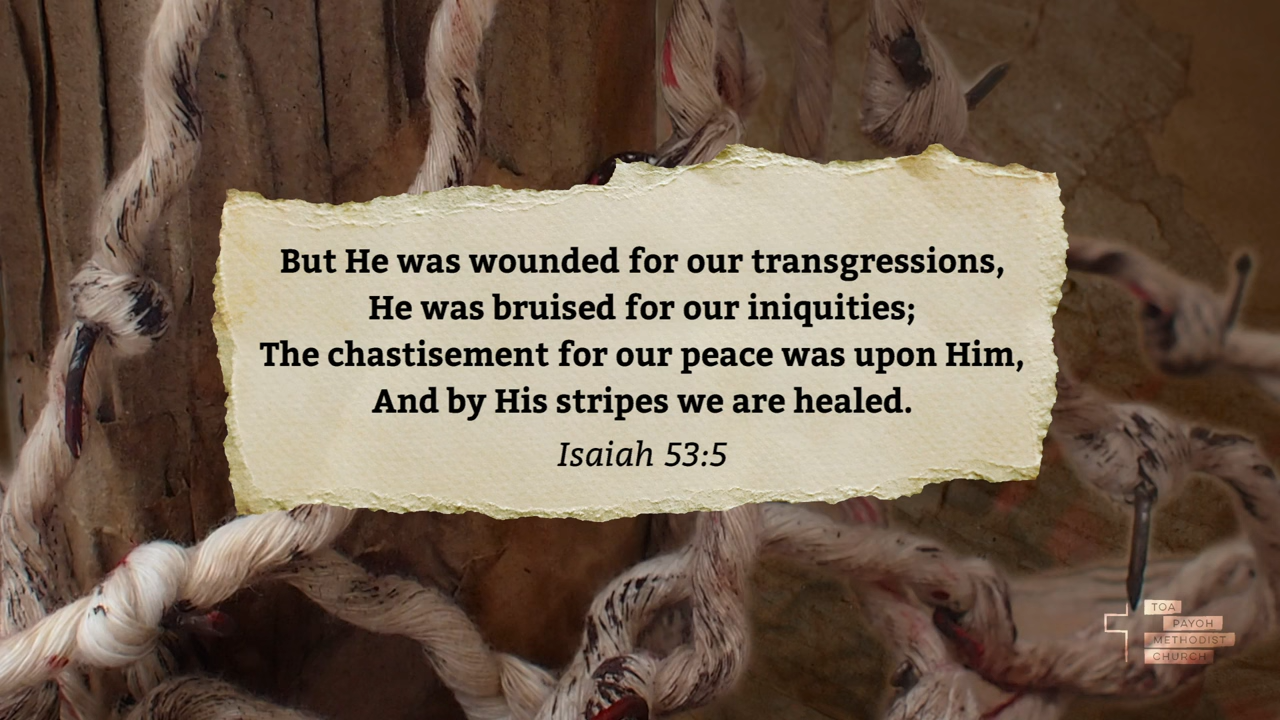 But He was wounded for our transgressions,
He was bruised for our iniquities;
The chastisement for our peace was upon Him,
And by His stripes we are healed.
Isaiah 53:5
TOA
PAYOH
METHODIST
CHURCH